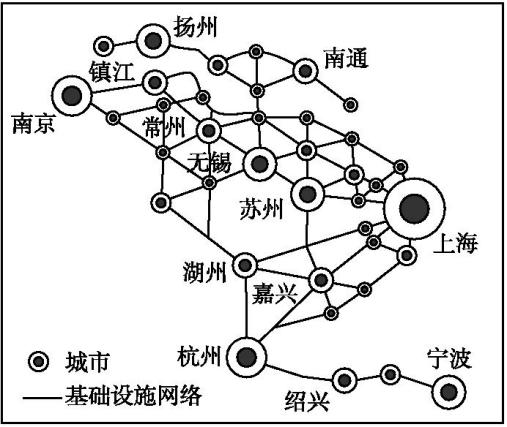 扬州
南通
镇江
南京
常州
无锡
苏州
上海
湖州
嘉兴
杭州
宁波
绍兴
城市
基础设施网络